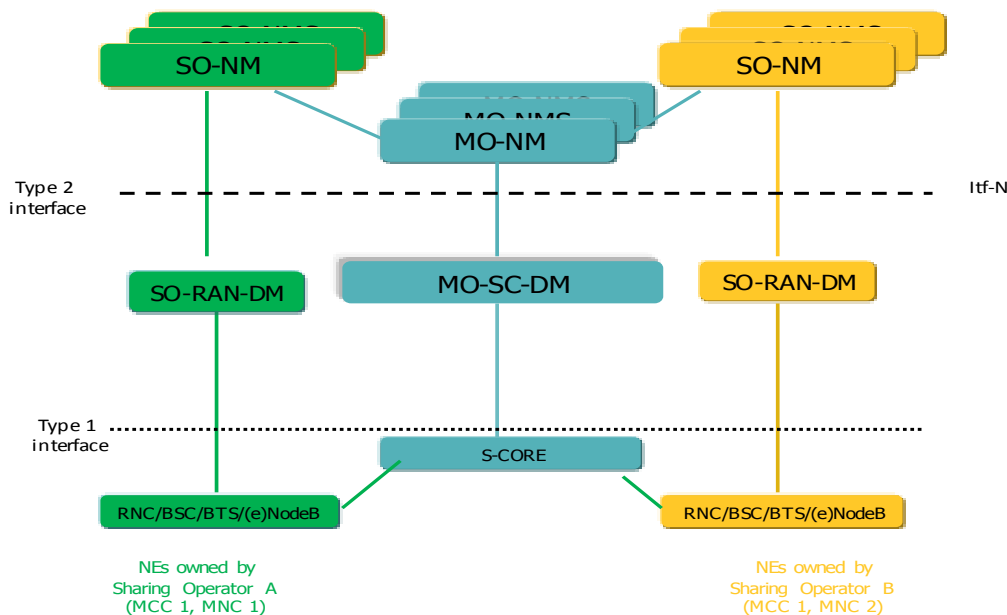 SO-NM
SO-NM
MO-NMS
MO-NM
Type 2
interface
Itf-N
SO-RAN-DM
MO-SC-DM
SO-RAN-DM
Type 1
interface
S-CORE
RNC/BSC/BTS/(e)NodeB
RNC/BSC/BTS/(e)NodeB
NEs owned by
Sharing Operator A
(MCC 1, MNC 1)
NEs owned by
Sharing Operator B
(MCC 1, MNC 2)